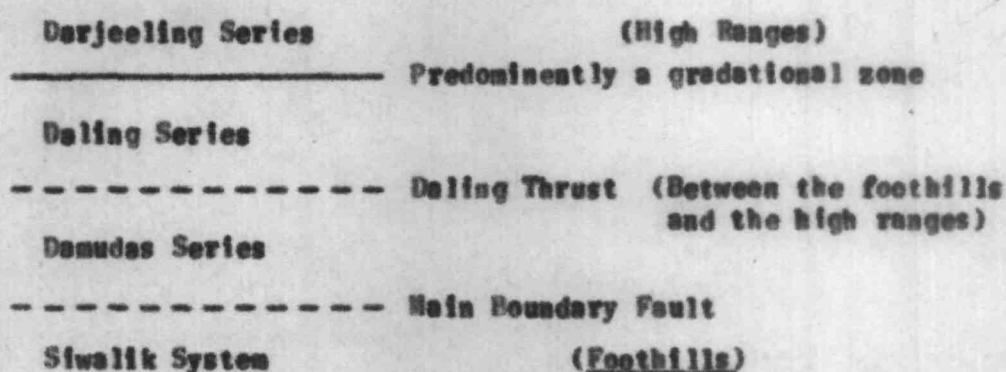 Darjeeling Series (High Ranges)
Predominently a gradational zone
Daling Series
Daling Thrust (Between the foothills
and the high ranges)
Damudas Series
Main Boundary Fault
Siwalik System (Foothills)